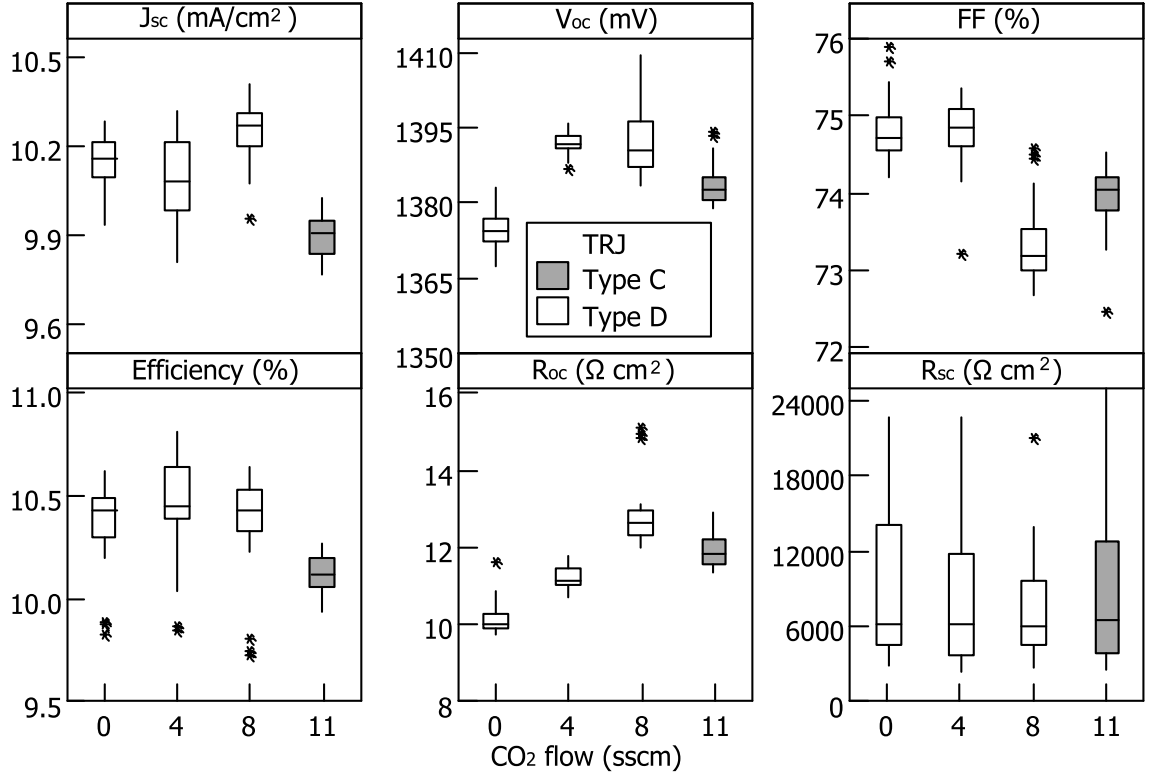 Jsc (mA/cm²)
Voc (mV)
FF (%)
10.5
10.2
9.9
9.6
1410
1395
1380
1365
1350
76
75
74
73
72
TRJ
Type C
Type D
Efficiency (%)
Roc (Ω cm²)
Rsc (Ω cm²)
11.0
10.5
10.0
9.5
16
14
12
10
8
24000
18000
12000
6000
0
0 4 8 11
0 4 8 11
0 4 8 11
CO₂ flow (sscm)